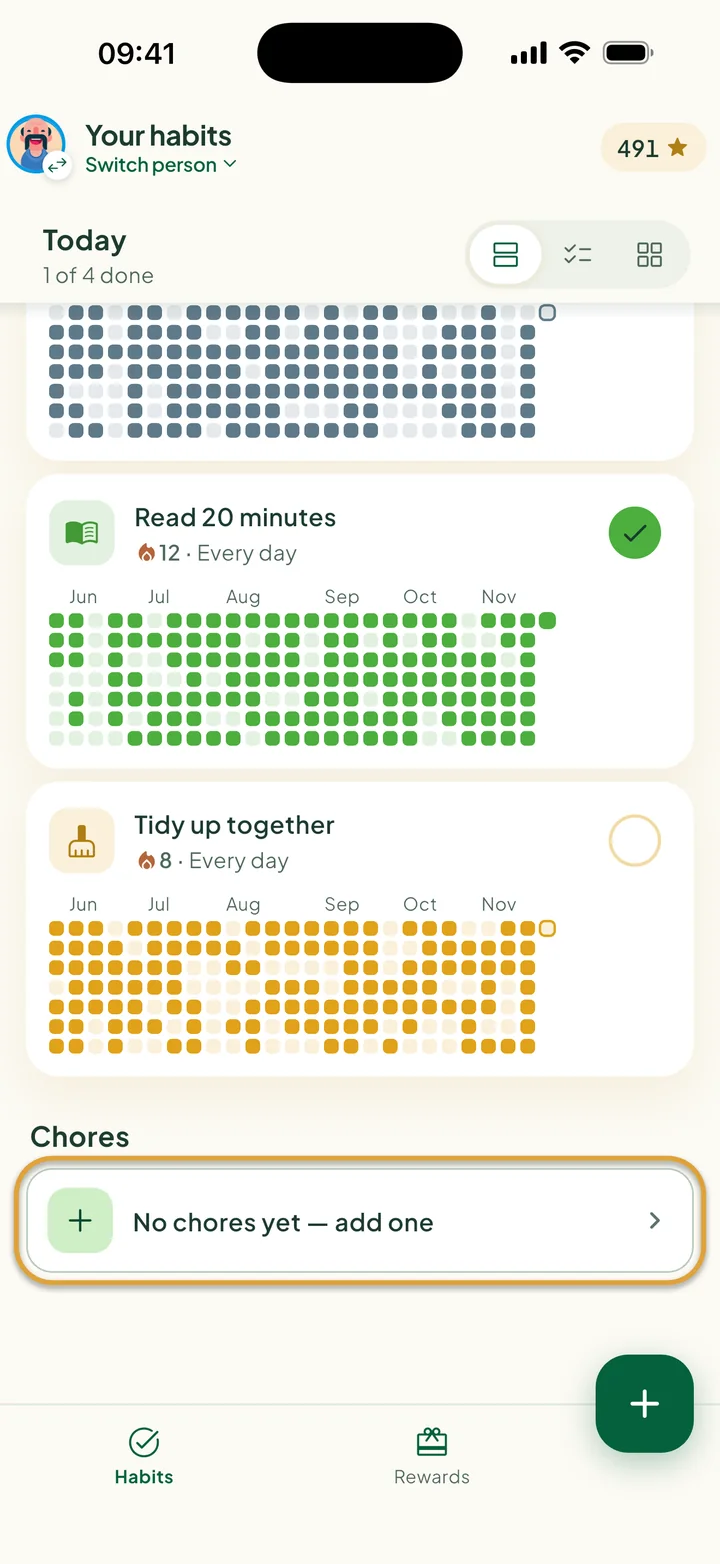 09:41
Your habits
Switch person
491
Today
1 of 4 done
Read 20 minutes
12 · Every day
Jun Jul Aug Sep Oct Nov
Tidy up together
8 · Every day
Jun Jul Aug Sep Oct Nov
Chores
No chores yet — add one
Habits
Rewards